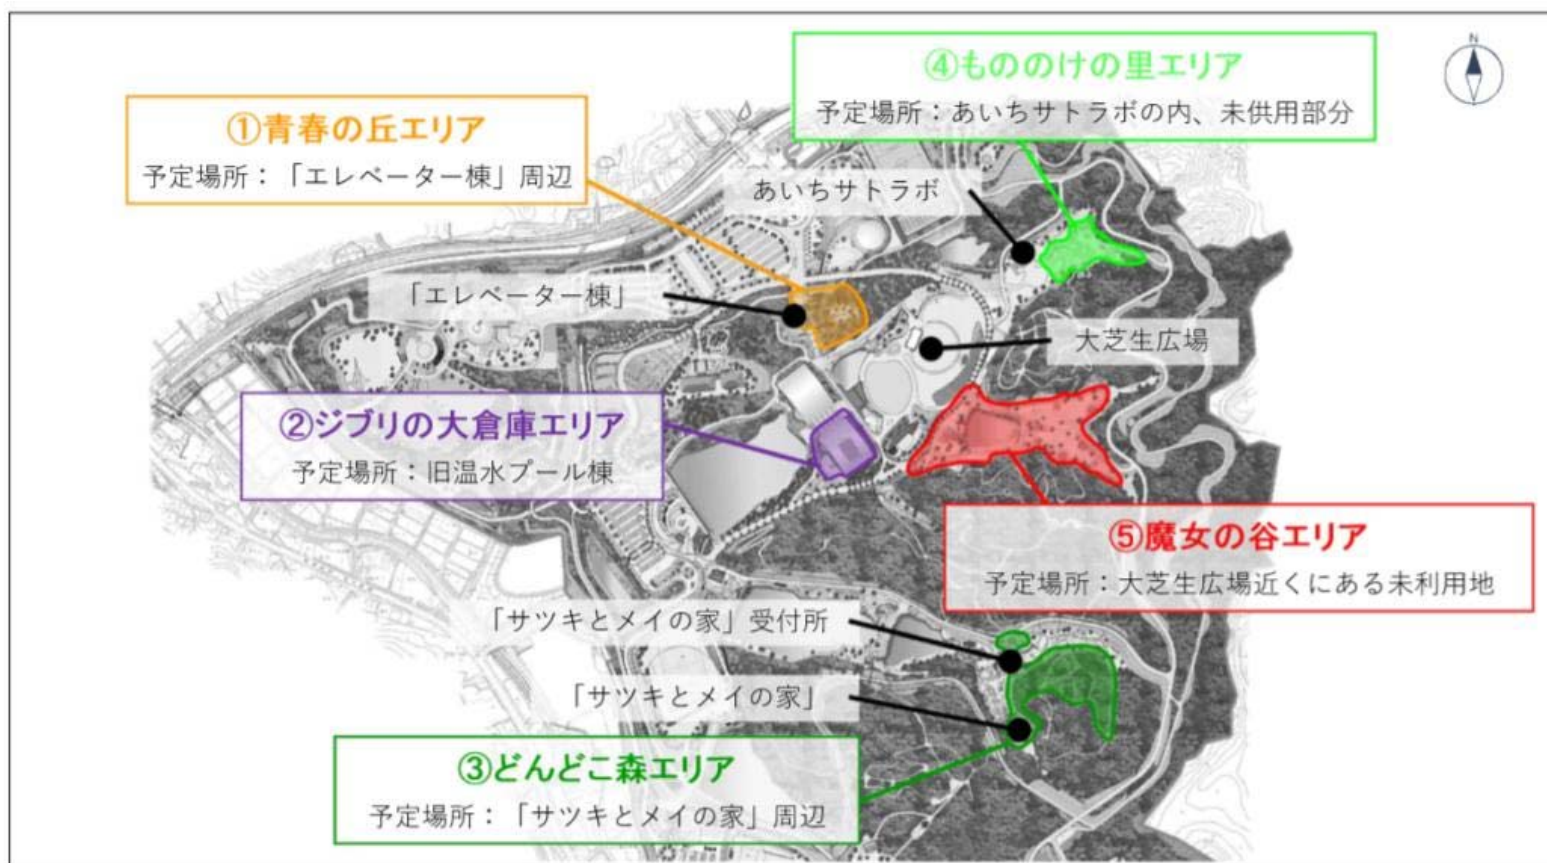 N
④もののけの里エリア
予定場所：あいちサトラボの内、未供用部分
①青春の丘エリア
予定場所：「エレベーター棟」周辺
あいちサトラボ
「エレベーター棟」
大芝生広場
②ジブリの大倉庫エリア
予定場所：旧温水プール棟
⑤魔女の谷エリア
予定場所：大芝生広場近くにある未利用地
「サツキとメイの家」受付所
「サツキとメイの家」
③どんどこ森エリア
予定場所：「サツキとメイの家」周辺